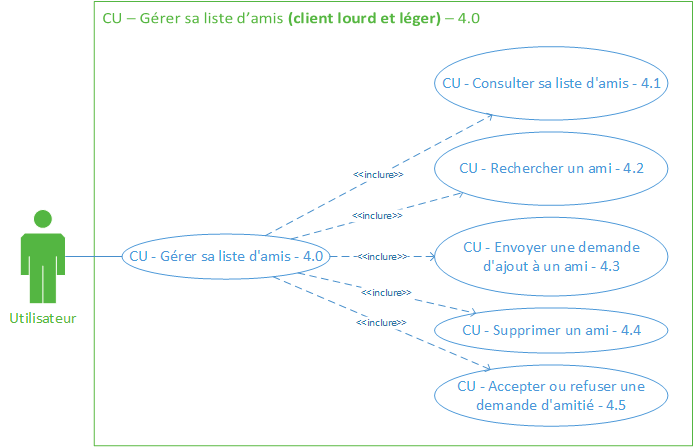 CU – Gérer sa liste d'amis (client lourd et léger) – 4.0
CU - Consulter sa liste d'amis - 4.1
<<inclure>>
CU - Rechercher un ami - 4.2
<<inclure>>
CU - Gérer sa liste d'amis - 4.0
<<inclure>>
CU - Envoyer une demande
d'ajout à un ami - 4.3
<<inclure>>
Utilisateur
<<inclure>>
CU - Supprimer un ami - 4.4
CU - Accepter ou refuser une
demande d'amitié - 4.5